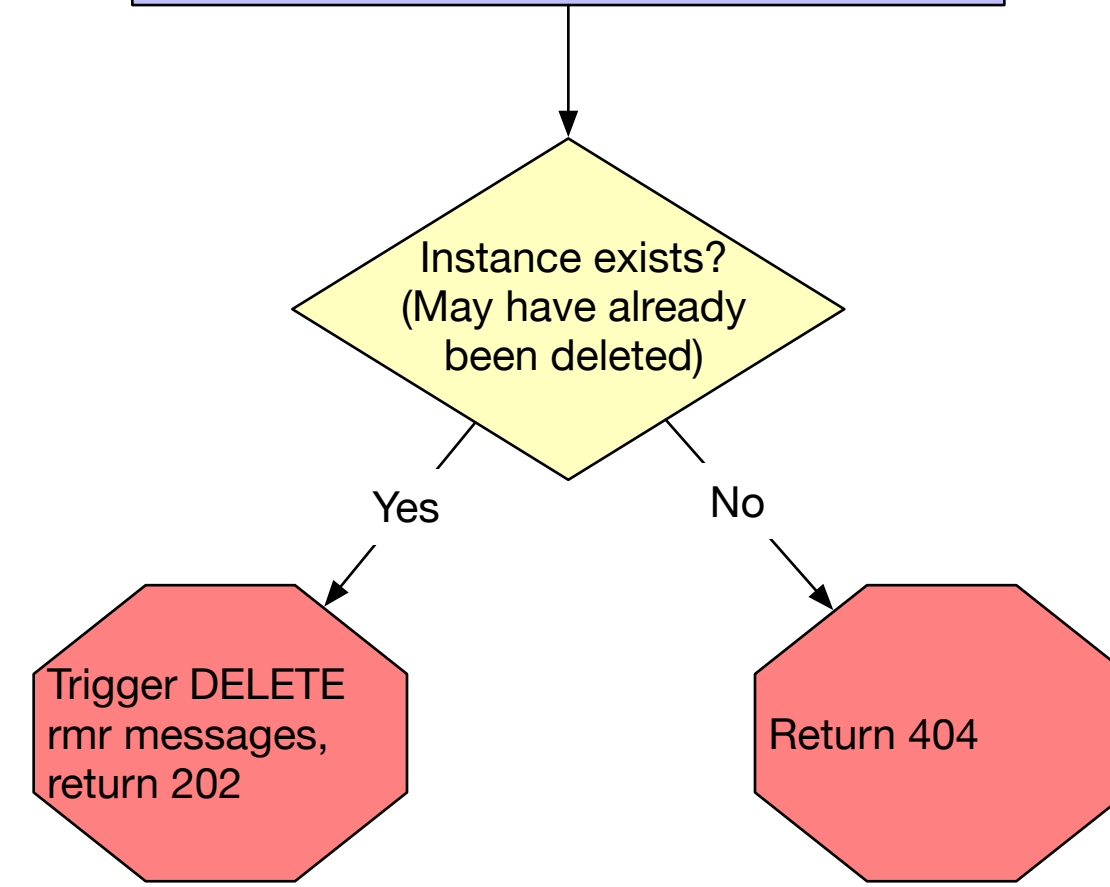 Instance exists?
(May have already
been deleted)
Yes
No
Trigger DELETE
rmr messages,
return 202
Return 404